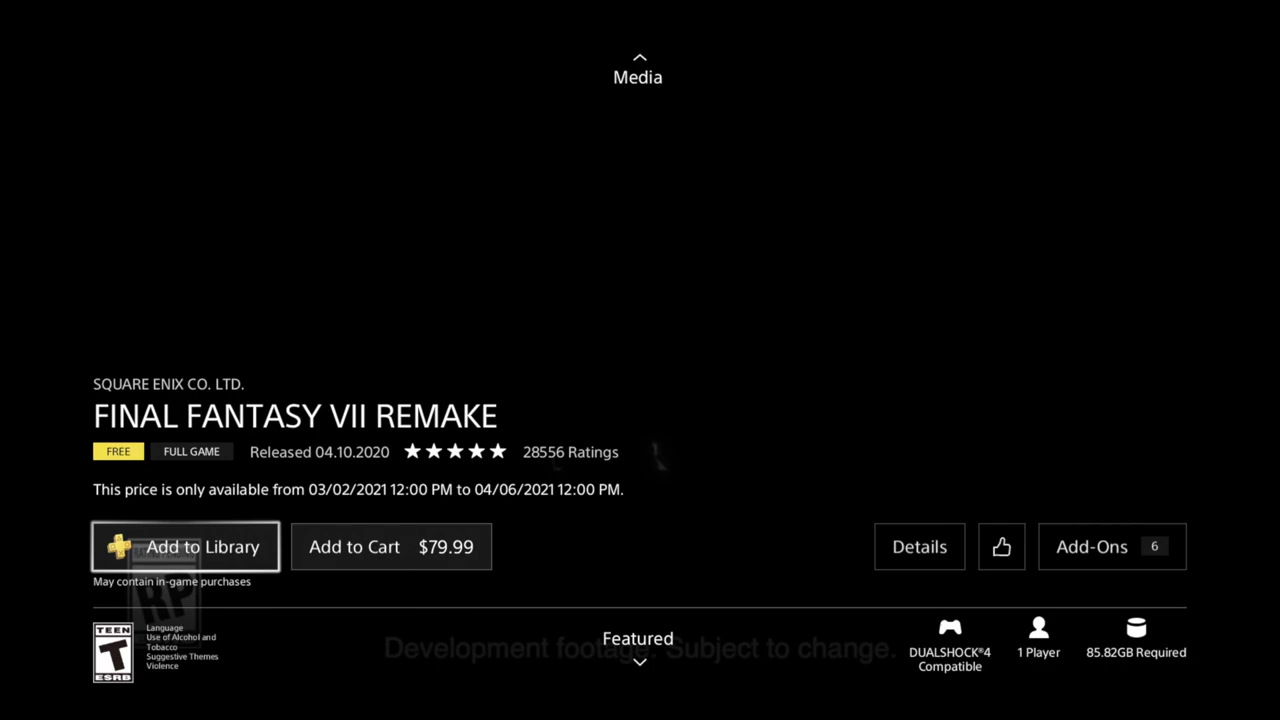 Media
SQUARE ENIX CO. LTD.
FINAL FANTASY VII REMAKE
FREE FULL GAME Released 04.10.2020 28556 Ratings
This price is only available from 03/02/2021 12:00 PM to 04/06/2021 12:00 PM.
Add to Library Add to Cart $79.99 Details Add-Ons 6
May contain in-game purchases
RP
TEEN
T
ESRB
Language
Use of Alcohol and
Tobacco
Suggestive Themes
Violence
Development footage. Subject to change.
Featured
DUALSHOCK®4
Compatible
1 Player
85.82GB Required